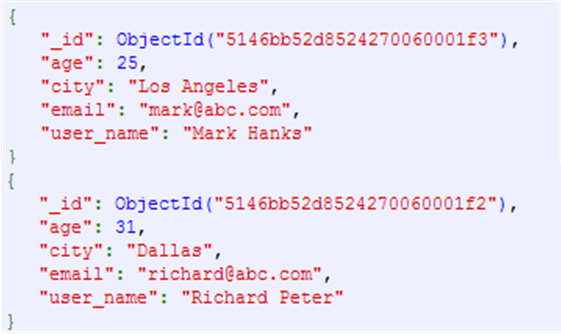 {
"_id": ObjectId("5146bb52d8524270060001f3"),
"age": 25,
"city": "Los Angeles",
"email": "mark@abc.com",
"user_name": "Mark Hanks"
}
{
"_id": ObjectId("5146bb52d8524270060001f2"),
"age": 31,
"city": "Dallas",
"email": "richard@abc.com",
"user_name": "Richard Peter"
}